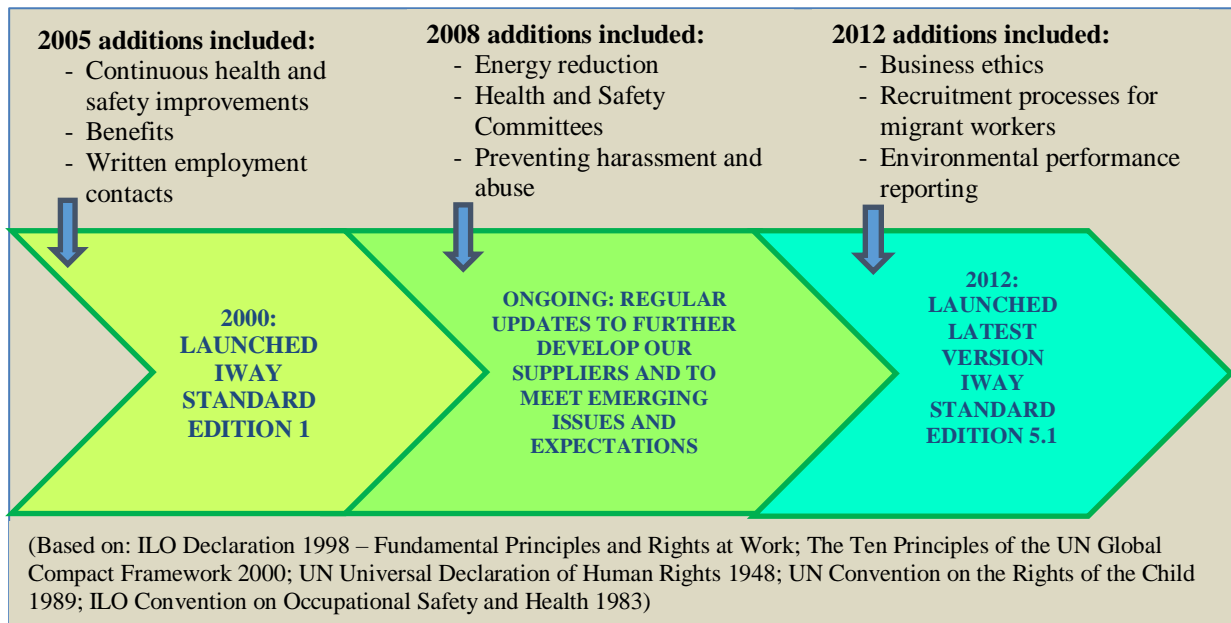 2005 additions included:
- Continuous health and
safety improvements
- Benefits
- Written employment
contacts
2008 additions included:
- Energy reduction
- Health and Safety
Committees
- Preventing harassment and
abuse
2012 additions included:
- Business ethics
- Recruitment processes for
migrant workers
- Environmental performance
reporting
2000:
LAUNCHED
IWAY
STANDARD
EDITION 1
ONGOING: REGULAR
UPDATES TO FURTHER
DEVELOP OUR
SUPPLIERS AND TO
MEET EMERGING
ISSUES AND
EXPECTATIONS
2012:
LAUNCHED
LATEST
VERSION
IWAY
STANDARD
EDITION 5.1
(Based on: ILO Declaration 1998 – Fundamental Principles and Rights at Work; The Ten Principles of the UN Global
Compact Framework 2000; UN Universal Declaration of Human Rights 1948; UN Convention on the Rights of the Child
1989; ILO Convention on Occupational Safety and Health 1983)